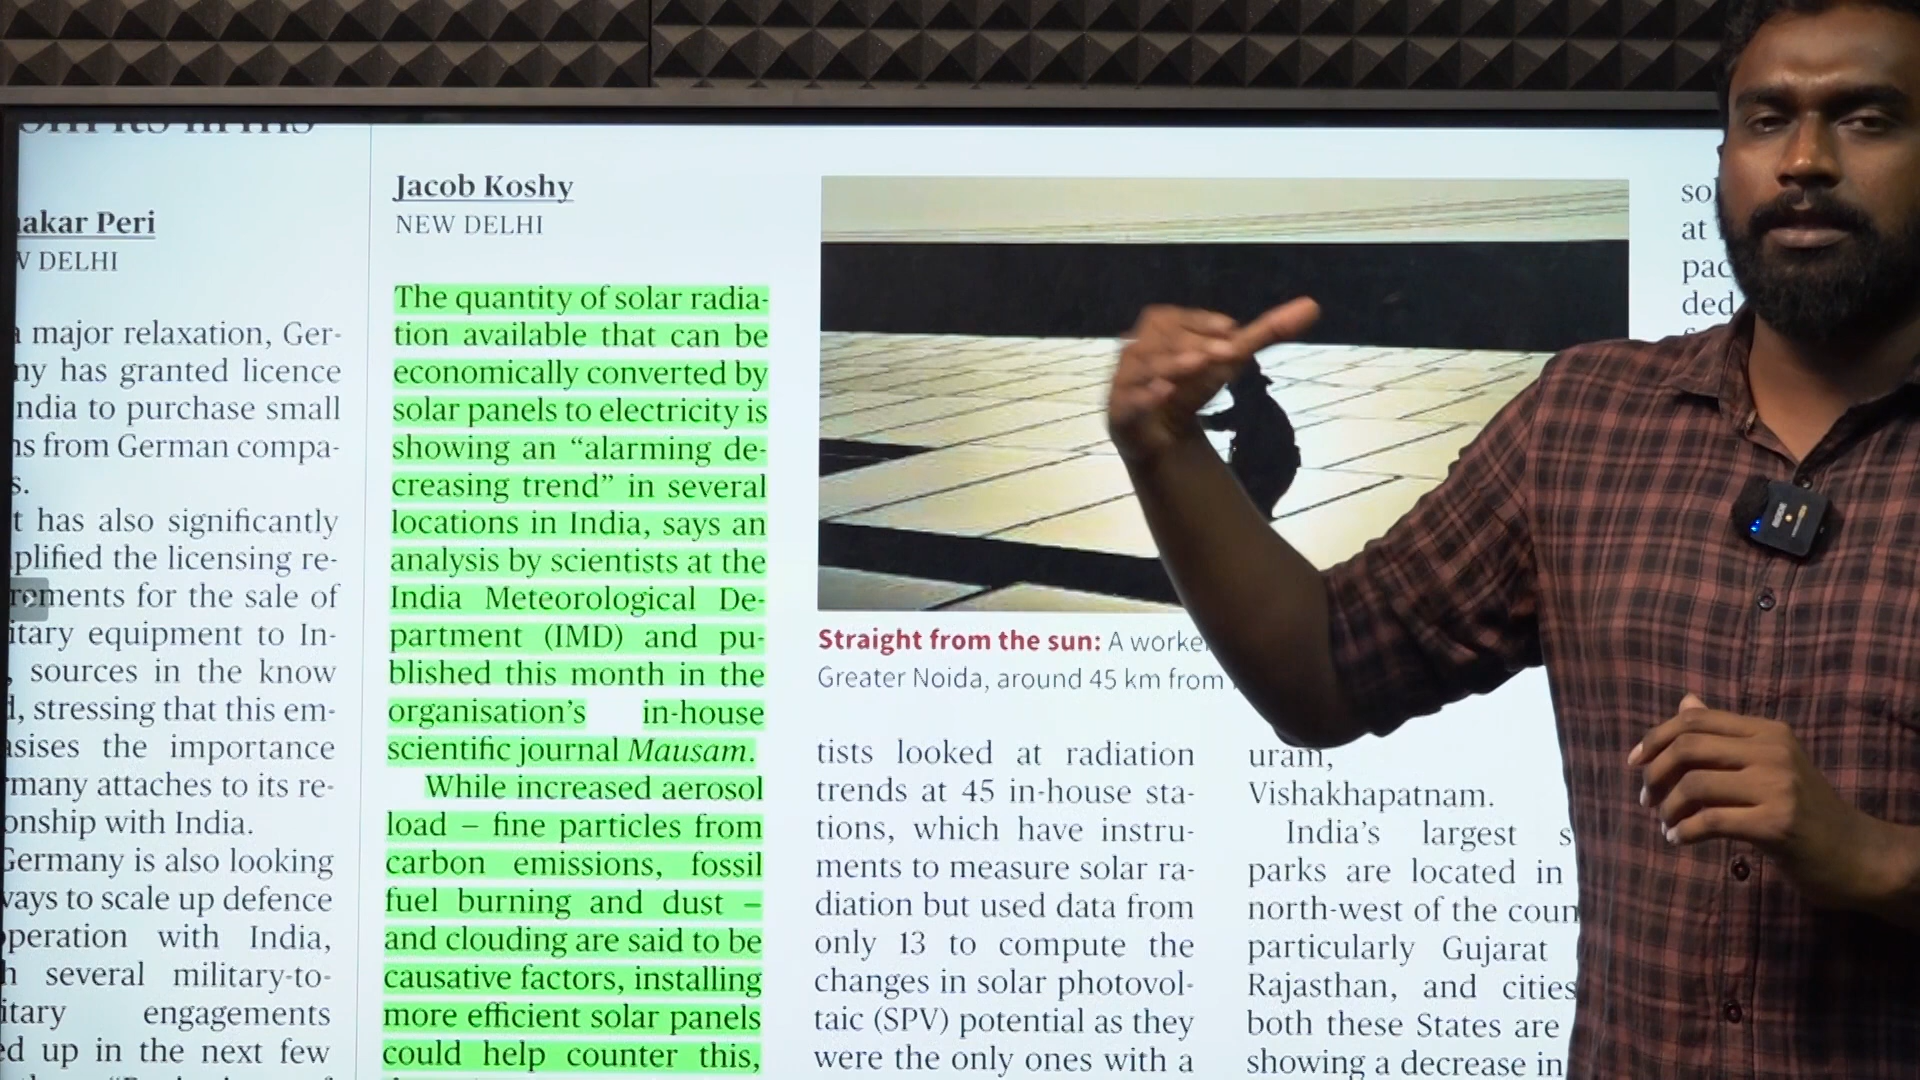 akar Peri
DELHI
major relaxation, Ger-
ny has granted licence
ndia to purchase small
ns from German compa-
s.
t has also significantly
plified the licensing re-
rements for the sale of
itary equipment to In-
, sources in the know
d, stressing that this em-
asises the importance
rmany attaches to its re-
onship with India.
Germany is also looking
ways to scale up defence
peration with India,
h several military-to-
itary engagements
ed up in the next few
Jacob Koshy
NEW DELHI
The quantity of solar radia-
tion available that can be
economically converted by
solar panels to electricity is
showing an “alarming de-
creasing trend” in several
locations in India, says an
analysis by scientists at the
India Meteorological De-
partment (IMD) and pu-
blished this month in the
organisation’s in-house
scientific journal Mausam.
While increased aerosol
load – fine particles from
carbon emissions, fossil
fuel burning and dust –
and clouding are said to be
causative factors, installing
more efficient solar panels
could help counter this,
Straight from the sun: A worke
Greater Noida, around 45 km from
tists looked at radiation
trends at 45 in-house sta-
tions, which have instru-
ments to measure solar ra-
diation but used data from
only 13 to compute the
changes in solar photovol-
taic (SPV) potential as they
were the only ones with a
uram,
Vishakhapatnam.
India’s largest s
parks are located in
north-west of the coun
particularly Gujarat
Rajasthan, and cities
both these States are
showing a decrease in
so
at
pac
ded